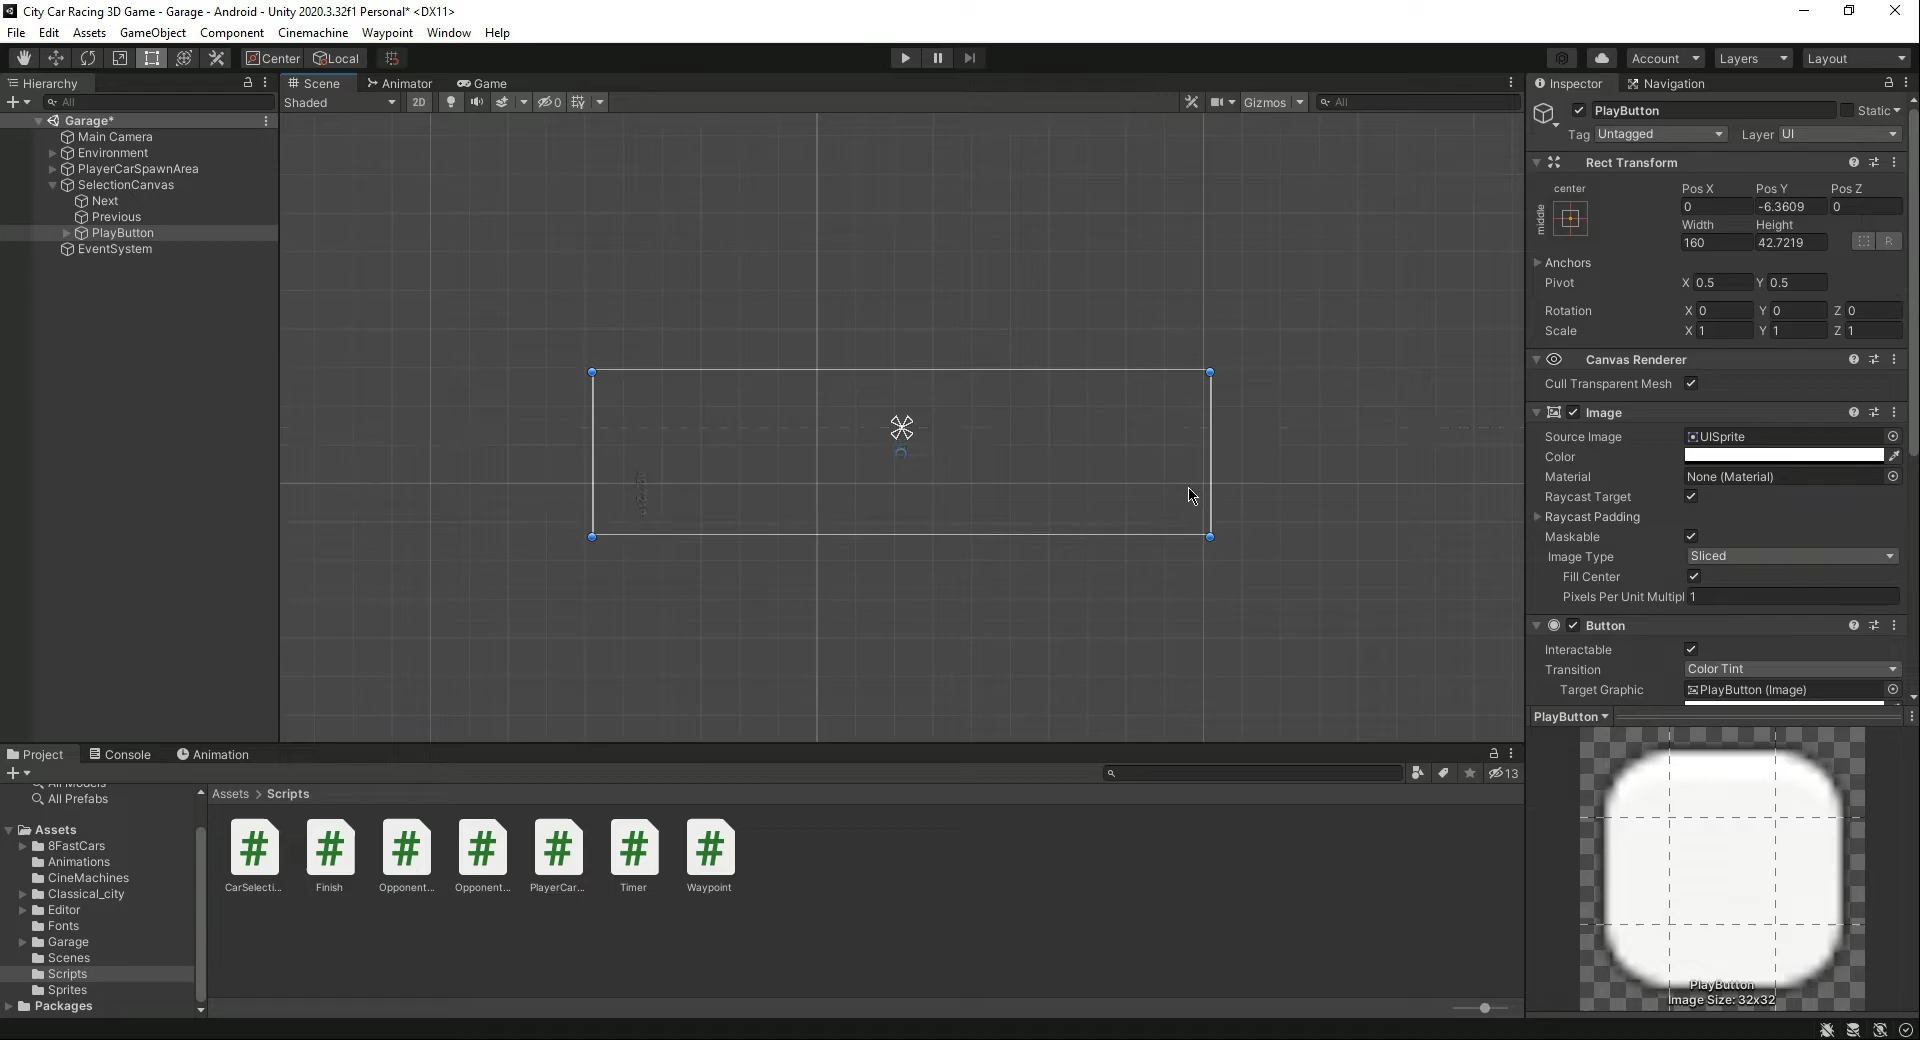 City Car Racing 3D Game - Garage - Android - Unity 2020.3.32f1 Personal* <DX11>
File Edit Assets GameObject Component Cinemachine Waypoint Window Help
Center Local Account Layers Layout
Hierarchy
All
Garage*
Main Camera
Environment
PlayerCarSpawnArea
SelectionCanvas
Next
Previous
PlayButton
EventSystem
Scene Animator Game
Shaded 2D 0 Gizmos All
Inspector Navigation
PlayButton Static
Tag Untagged Layer UI
Rect Transform
center
middle
Pos X Pos Y Pos Z
0 -6.3609 0
Width Height
160 42.7219 R
Anchors
Pivot X 0.5 Y 0.5
Rotation X 0 Y 0 Z 0
Scale X 1 Y 1 Z 1
Canvas Renderer
Cull Transparent Mesh
Image
Source Image UISprite
Color
Material None (Material)
Raycast Target
Raycast Padding
Maskable
Image Type Sliced
Fill Center
Pixels Per Unit Multipl 1
Button
Interactable
Transition Color Tint
Target Graphic PlayButton (Image)
PlayButton
PlayButton
Image Size: 32x32
Project Console Animation
13
All Models
All Prefabs
Assets
8FastCars
Animations
CineMachines
Classical_city
Editor
Fonts
Garage
Scenes
Scripts
Sprites
Packages
Assets > Scripts
CarSelecti... Finish Opponent... Opponent... PlayerCar... Timer Waypoint